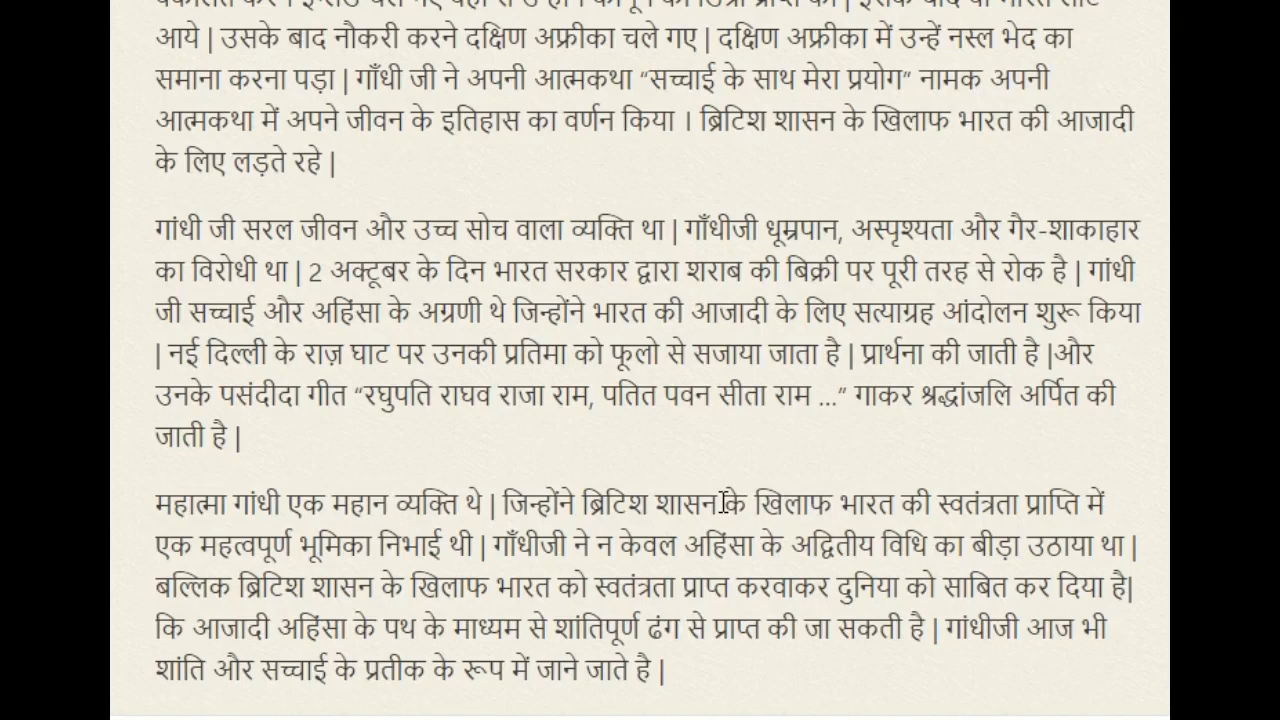 आये | उसके बाद नौकरी करने दक्षिण अफ्रीका चले गए | दक्षिण अफ्रीका में उन्हें नस्ल भेद का
समाना करना पड़ा | गाँधी जी ने अपनी आत्मकथा “सच्चाई के साथ मेरा प्रयोग” नामक अपनी
आत्मकथा में अपने जीवन के इतिहास का वर्णन किया । ब्रिटिश शासन के खिलाफ भारत की आजादी
के लिए लड़ते रहे |
गांधी जी सरल जीवन और उच्च सोच वाला व्यक्ति था | गाँधीजी धूम्रपान, अस्पृश्यता और गैर-शाकाहार
का विरोधी था | 2 अक्टूबर के दिन भारत सरकार द्वारा शराब की बिक्री पर पूरी तरह से रोक है | गांधी
जी सच्चाई और अहिंसा के अग्रणी थे जिन्होंने भारत की आजादी के लिए सत्याग्रह आंदोलन शुरू किया
| नई दिल्ली के राज़ घाट पर उनकी प्रतिमा को फूलो से सजाया जाता है | प्रार्थना की जाती है |और
उनके पसंदीदा गीत “रघुपति राघव राजा राम, पतित पवन सीता राम ...” गाकर श्रद्धांजलि अर्पित की
जाती है |
महात्मा गांधी एक महान व्यक्ति थे | जिन्होंने ब्रिटिश शासन के खिलाफ भारत की स्वतंत्रता प्राप्ति में
एक महत्वपूर्ण भूमिका निभाई थी | गाँधीजी ने न केवल अहिंसा के अद्वितीय विधि का बीड़ा उठाया था |
बल्लिक ब्रिटिश शासन के खिलाफ भारत को स्वतंत्रता प्राप्त करवाकर दुनिया को साबित कर दिया है|
कि आजादी अहिंसा के पथ के माध्यम से शांतिपूर्ण ढंग से प्राप्त की जा सकती है | गांधीजी आज भी
शांति और सच्चाई के प्रतीक के रूप में जाने जाते है |